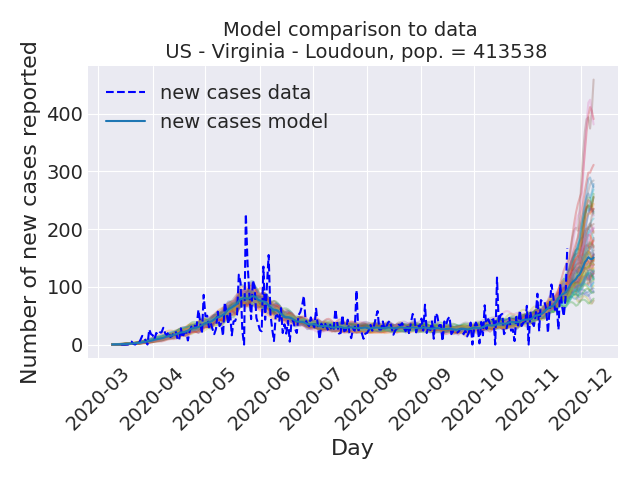 Model comparison to data
US - Virginia - Loudoun, pop. = 413538
Number of new cases reported
new cases data
new cases model
400
300
200
100
0
2020-03
2020-04
2020-05
2020-06
2020-07
2020-08
2020-09
2020-10
2020-11
2020-12
Day